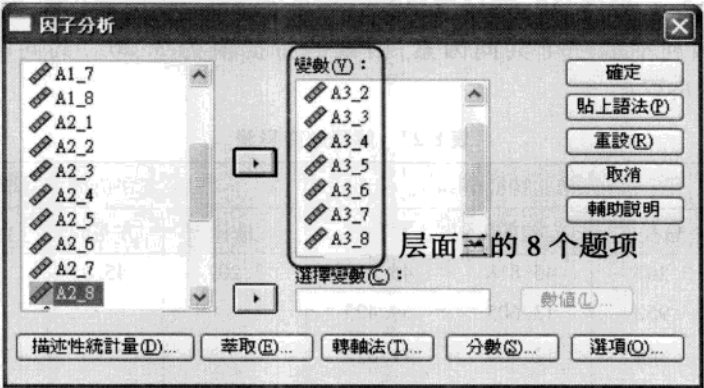 因子分析
A1_7
A1_8
A2_1
A2_2
A2_3
A2_4
A2_5
A2_6
A2_7
A2_8
變數(V)：
A3_2
A3_3
A3_4
A3_5
A3_6
A3_7
A3_8
层面三的 8 个题项
選擇變數(C)：
數值(L)...
確定
貼上語法(P)
重設(R)
取消
輔助説明
描述性統計量(D)...
萃取(E)...
轉軸法(T)...
分數(S)...
選項(O)...